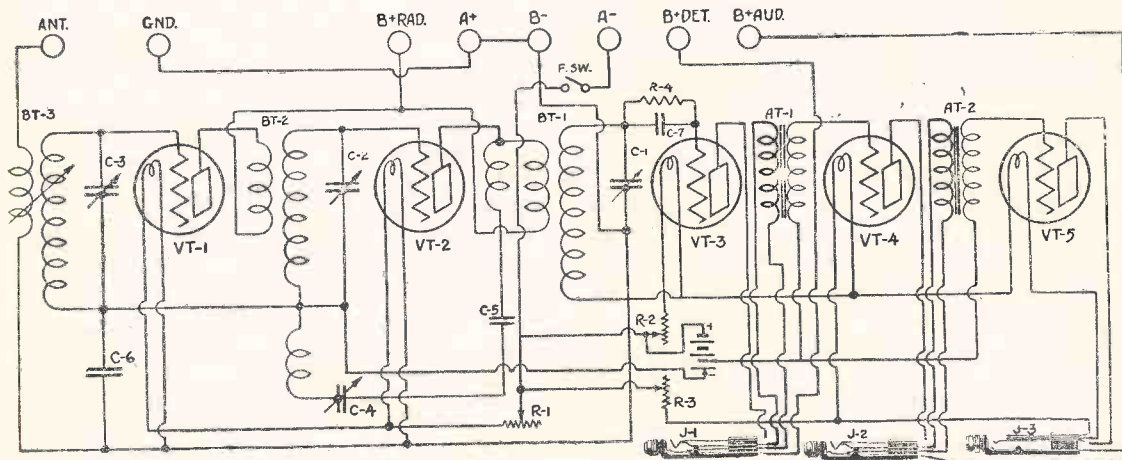 ANT.
GND.
B+RAD.
A+
B-
A-
B+DET.
B+AUD.
F.SW.
BT-3
C-3
VT-1
BT-2
C-2
VT-2
BT-1
R-4
C-7
C-1
VT-3
AT-1
VT-4
AT-2
VT-5
C-6
C-5
C-4
R-1
R-2
+
-
R-3
J-1
J-2
J-3